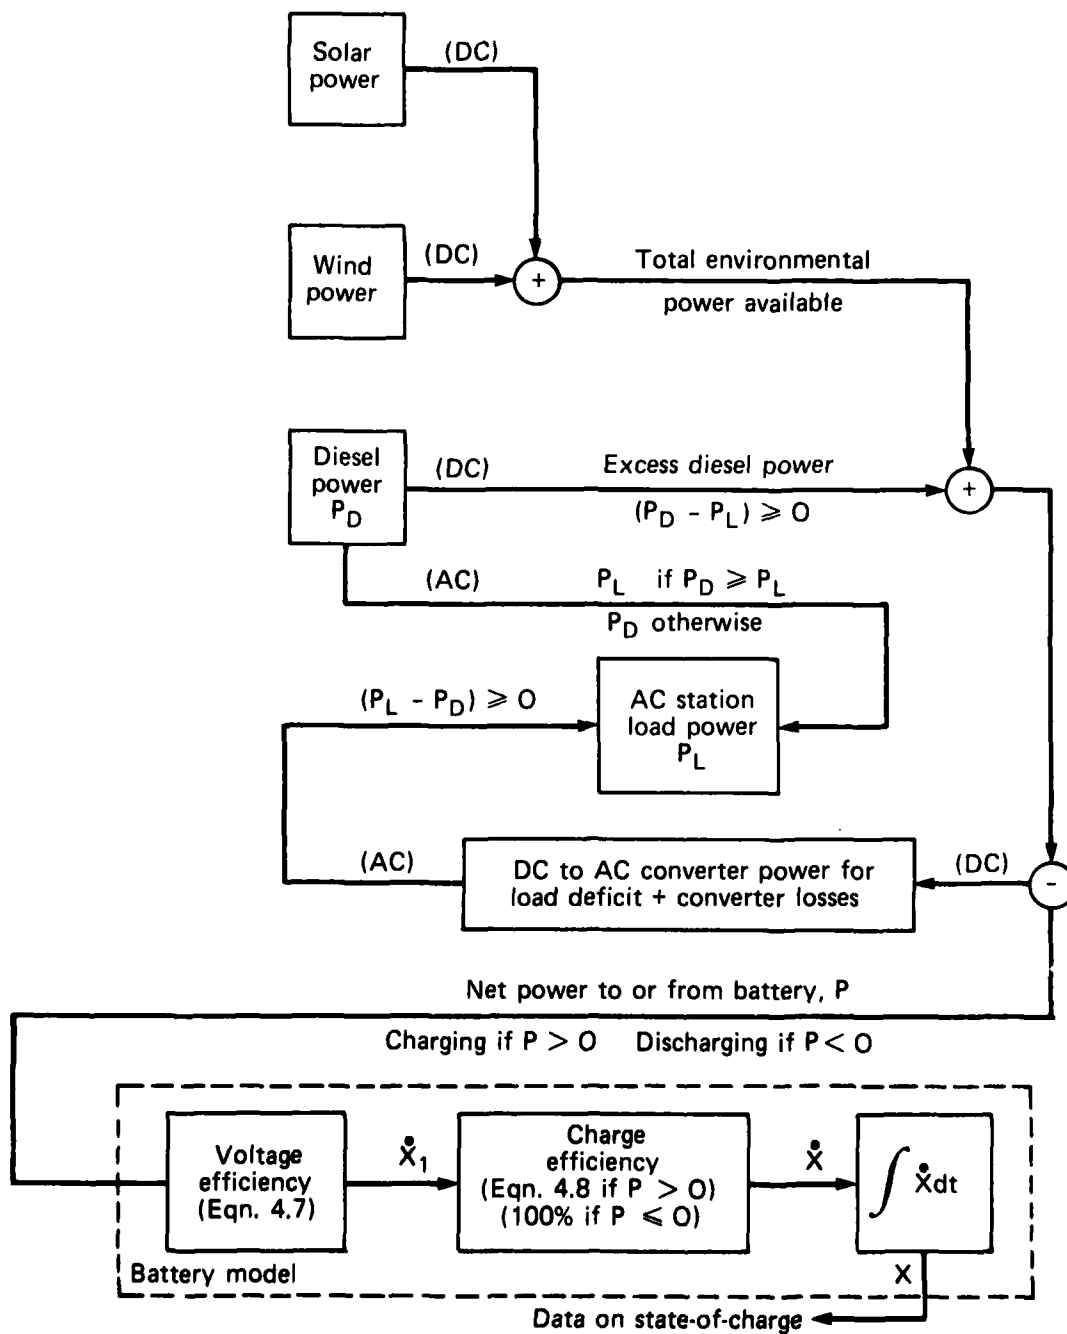 Solar
power
(DC)
Wind
power
(DC)
+
Total environmental
power available
Diesel
power
P_D
(DC)
Excess diesel power
(P_D - P_L) ⩾ 0
+
(AC)
P_L if P_D ⩾ P_L
P_D otherwise
(P_L - P_D) ⩾ 0
AC station
load power
P_L
(AC)
DC to AC converter power for
load deficit + converter losses
(DC)
-
Net power to or from battery, P
Charging if P > 0 Discharging if P < 0
Voltage
efficiency
(Eqn. 4.7)
Ẋ_1
Charge
efficiency
(Eqn. 4.8 if P > 0)
(100% if P ⩽ 0)
Ẋ
∫ Ẋdt
Battery model
X
Data on state-of-charge